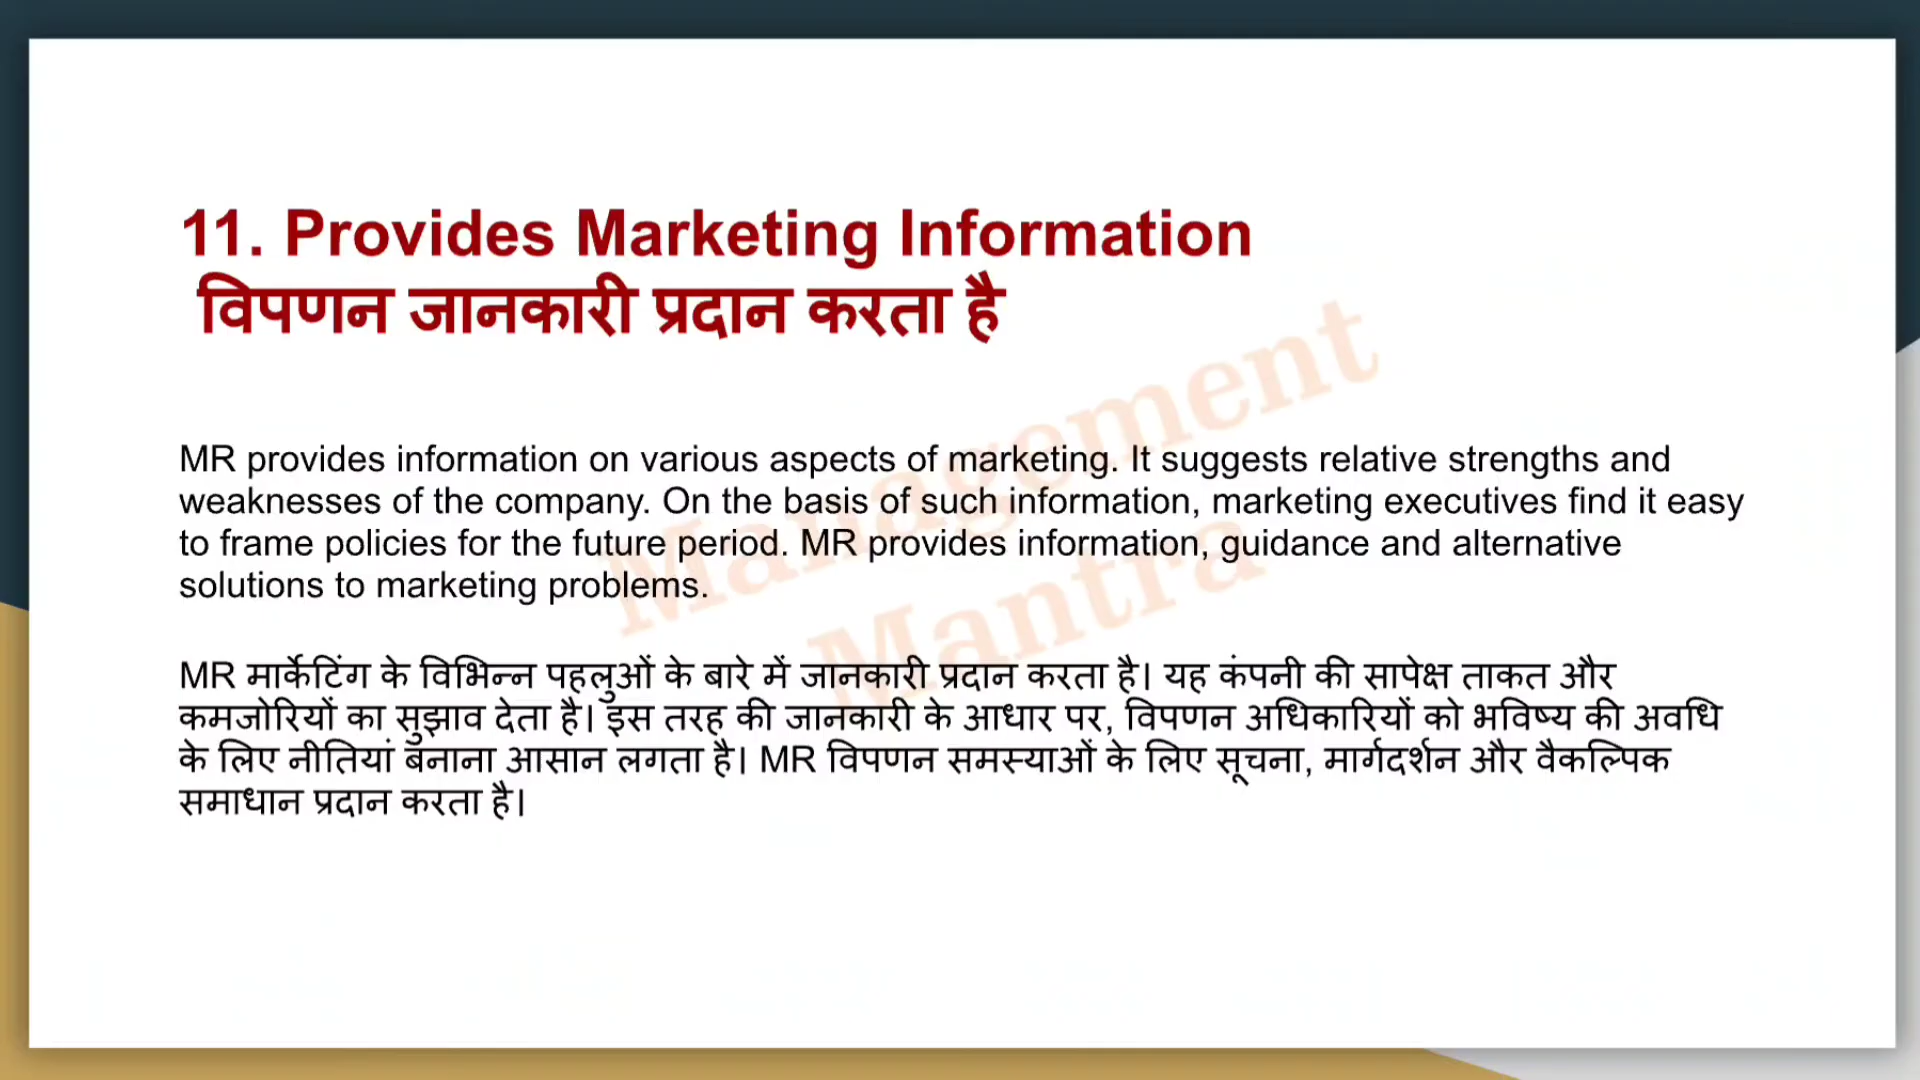 11. Provides Marketing Information
विपणन जानकारी प्रदान करता है
MR provides information on various aspects of marketing. It suggests relative strengths and
weaknesses of the company. On the basis of such information, marketing executives find it easy
to frame policies for the future period. MR provides information, guidance and alternative
solutions to marketing problems.
MR मार्केटिंग के विभिन्न पहलुओं के बारे में जानकारी प्रदान करता है। यह कंपनी की सापेक्ष ताकत और
कमजोरियों का सुझाव देता है। इस तरह की जानकारी के आधार पर, विपणन अधिकारियों को भविष्य की अवधि
के लिए नीतियां बनाना आसान लगता है। MR विपणन समस्याओं के लिए सूचना, मार्गदर्शन और वैकल्पिक
समाधान प्रदान करता है।
Management
Mantra